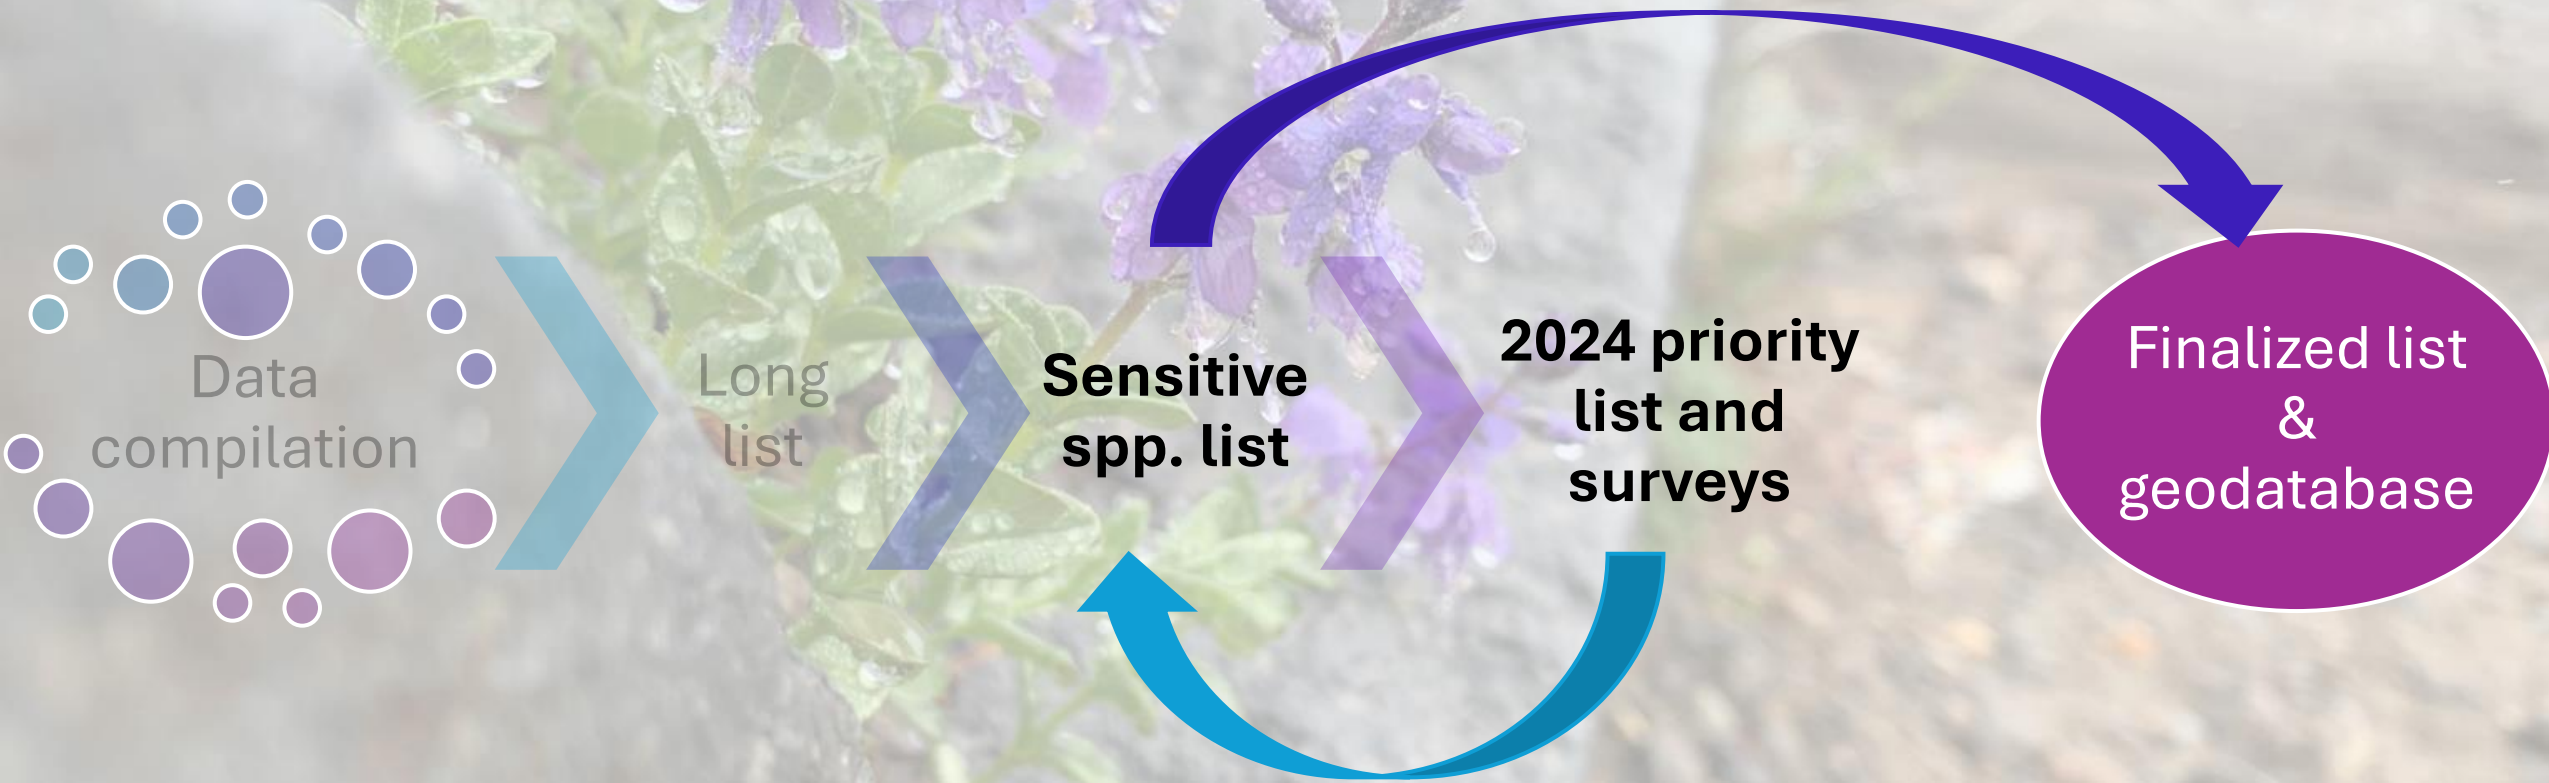 Data
compilation
Long
list
Sensitive
spp. list
2024 priority
list and
surveys
Finalized list
&
geodatabase